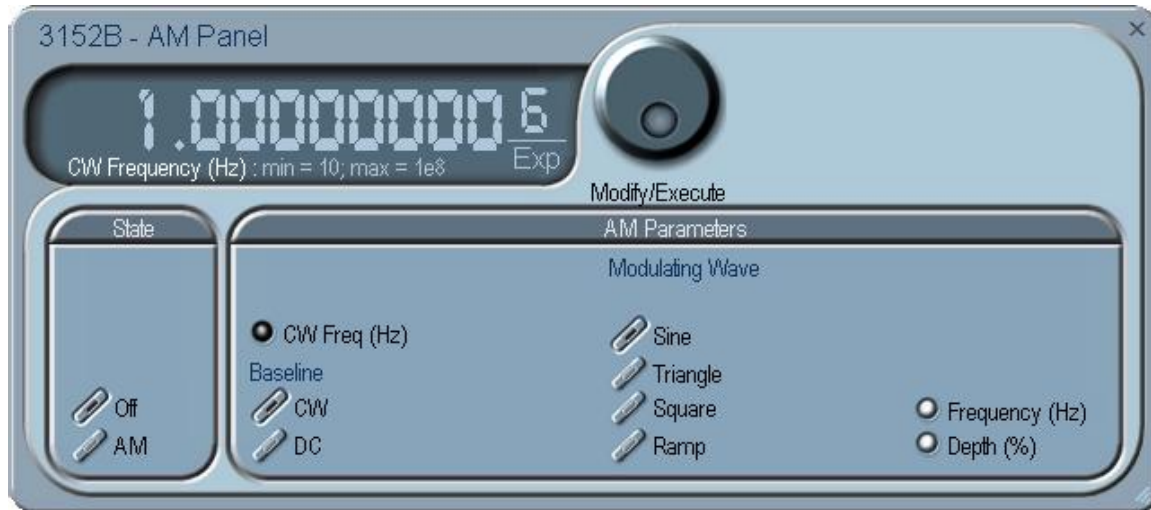 3152B - AM Panel
1.00000000 6
Exp
CW Frequency (Hz) : min = 10; max = 1e8
Modify/Execute
State
AM Parameters
Modulating Wave
CW Freq (Hz)
Sine
Baseline
Triangle
Off
CW
Square
Frequency (Hz)
AM
DC
Ramp
Depth (%)